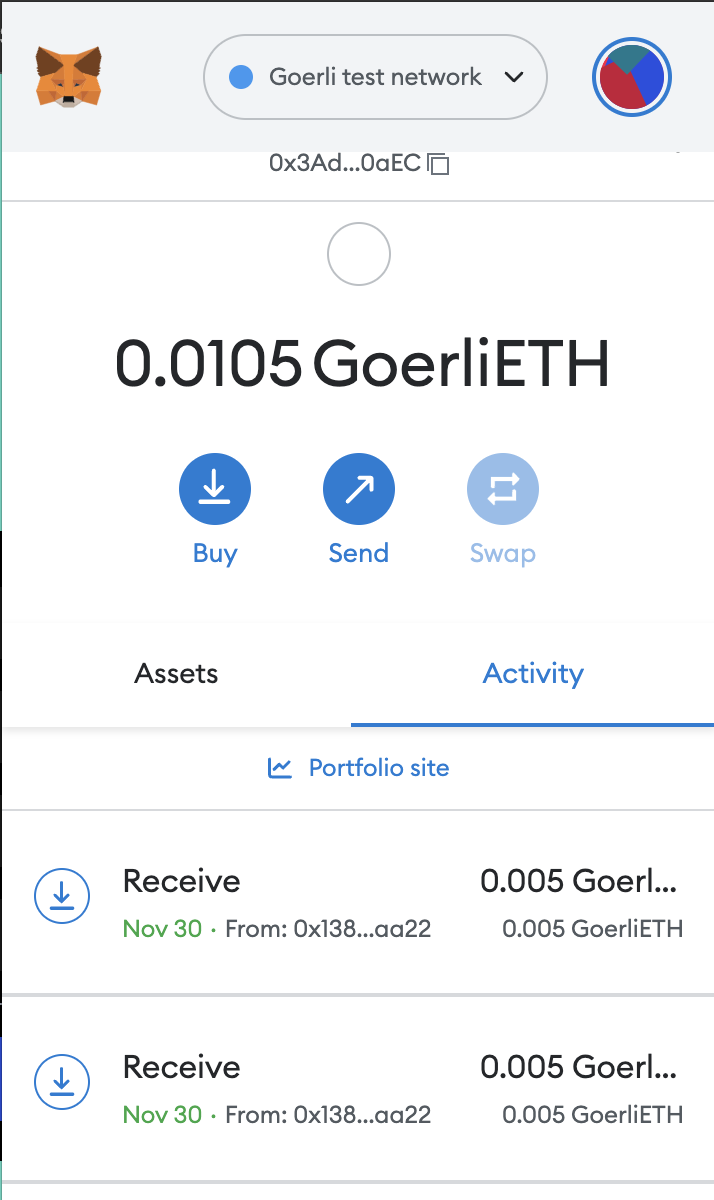 Goerli test network
0x3Ad...0aEC
0.0105 GoerliETH
Buy
Send
Swap
Assets
Activity
Portfolio site
Receive
0.005 Goerl...
Nov 30 · From: 0x138...aa22
0.005 GoerliETH
Receive
0.005 Goerl...
Nov 30 · From: 0x138...aa22
0.005 GoerliETH